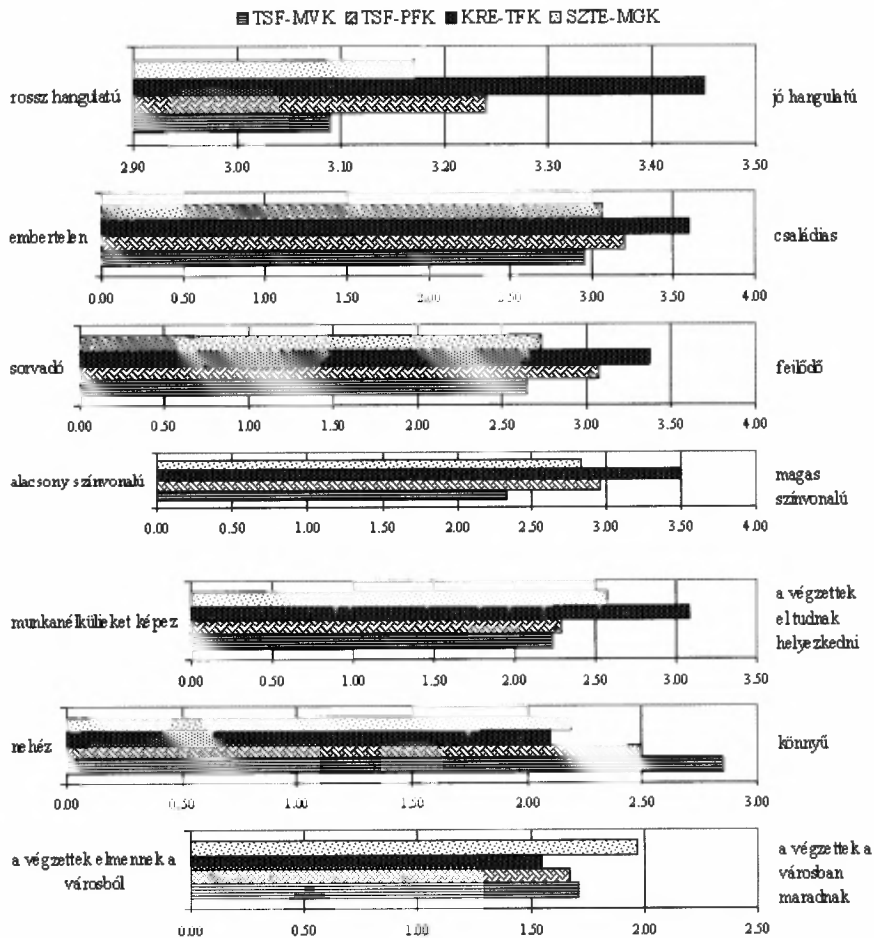 TSF-MVK TSF-PFK KRE-TFK SZTE-MGK
rossz hangulatú
jó hangulatú
2.90 3.00 3.10 3.20 3.30 3.40 3.50
embertelen
családias
0.00 0.50 1.00 1.50 2.00 2.50 3.00 3.50 4.00
sorvadó
fejlődő
0.00 0.50 1.00 1.50 2.00 2.50 3.00 3.50 4.00
alacsony színvonalú
magas
színvonalú
0.00 0.50 1.00 1.50 2.00 2.50 3.00 3.50 4.00
munkanélkülieket képez
a végzettek
el tudnak
helyezkedni
0.00 0.50 1.00 1.50 2.00 2.50 3.00 3.50
nehéz
könnyű
0.00 0.50 1.00 1.50 2.00 2.50 3.00
a végzettek elmennek a
városból
a végzettek a
városban
maradnak
0.00 0.50 1.00 1.50 2.00 2.50